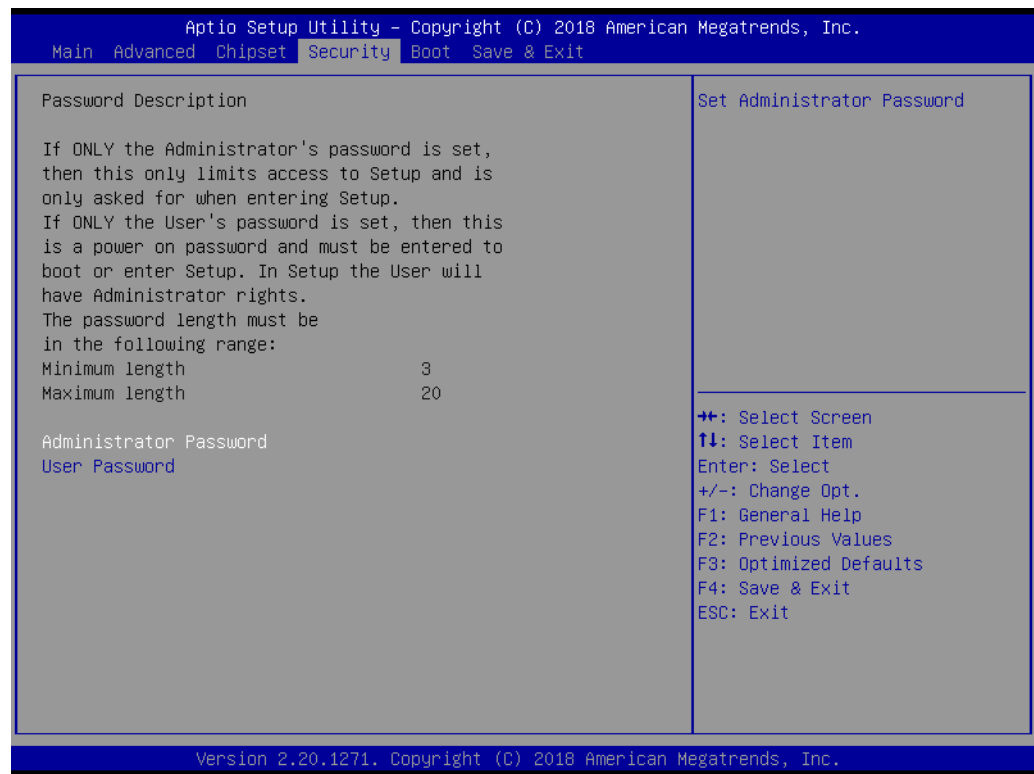 Aptio Setup Utility – Copyright (C) 2018 American Megatrends, Inc.
Main Advanced Chipset Security Boot Save & Exit
Password Description
If ONLY the Administrator's password is set,
then this only limits access to Setup and is
only asked for when entering Setup.
If ONLY the User's password is set, then this
is a power on password and must be entered to
boot or enter Setup. In Setup the User will
have Administrator rights.
The password length must be
in the following range:
Minimum length 3
Maximum length 20
Administrator Password
User Password
Set Administrator Password
→←: Select Screen
↑↓: Select Item
Enter: Select
+/-: Change Opt.
F1: General Help
F2: Previous Values
F3: Optimized Defaults
F4: Save & Exit
ESC: Exit
Version 2.20.1271. Copyright (C) 2018 American Megatrends, Inc.